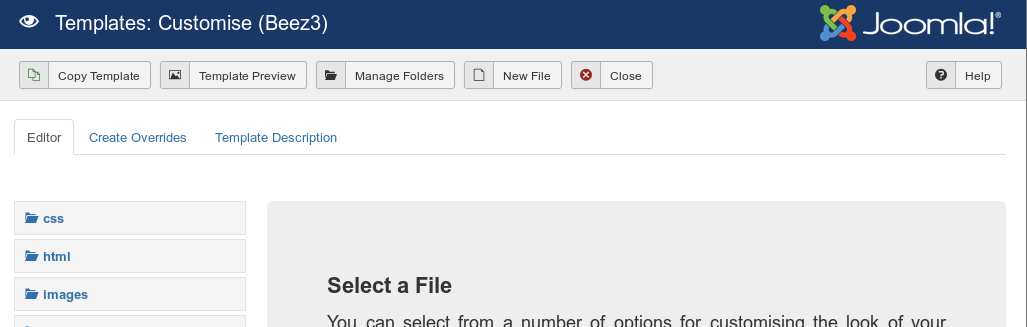 Templates: Customise (Beez3)
Joomla!®
Copy Template
Template Preview
Manage Folders
New File
Close
Help
Editor
Create Overrides
Template Description
css
html
images
Select a File
You can select from a number of options for customising the look of your